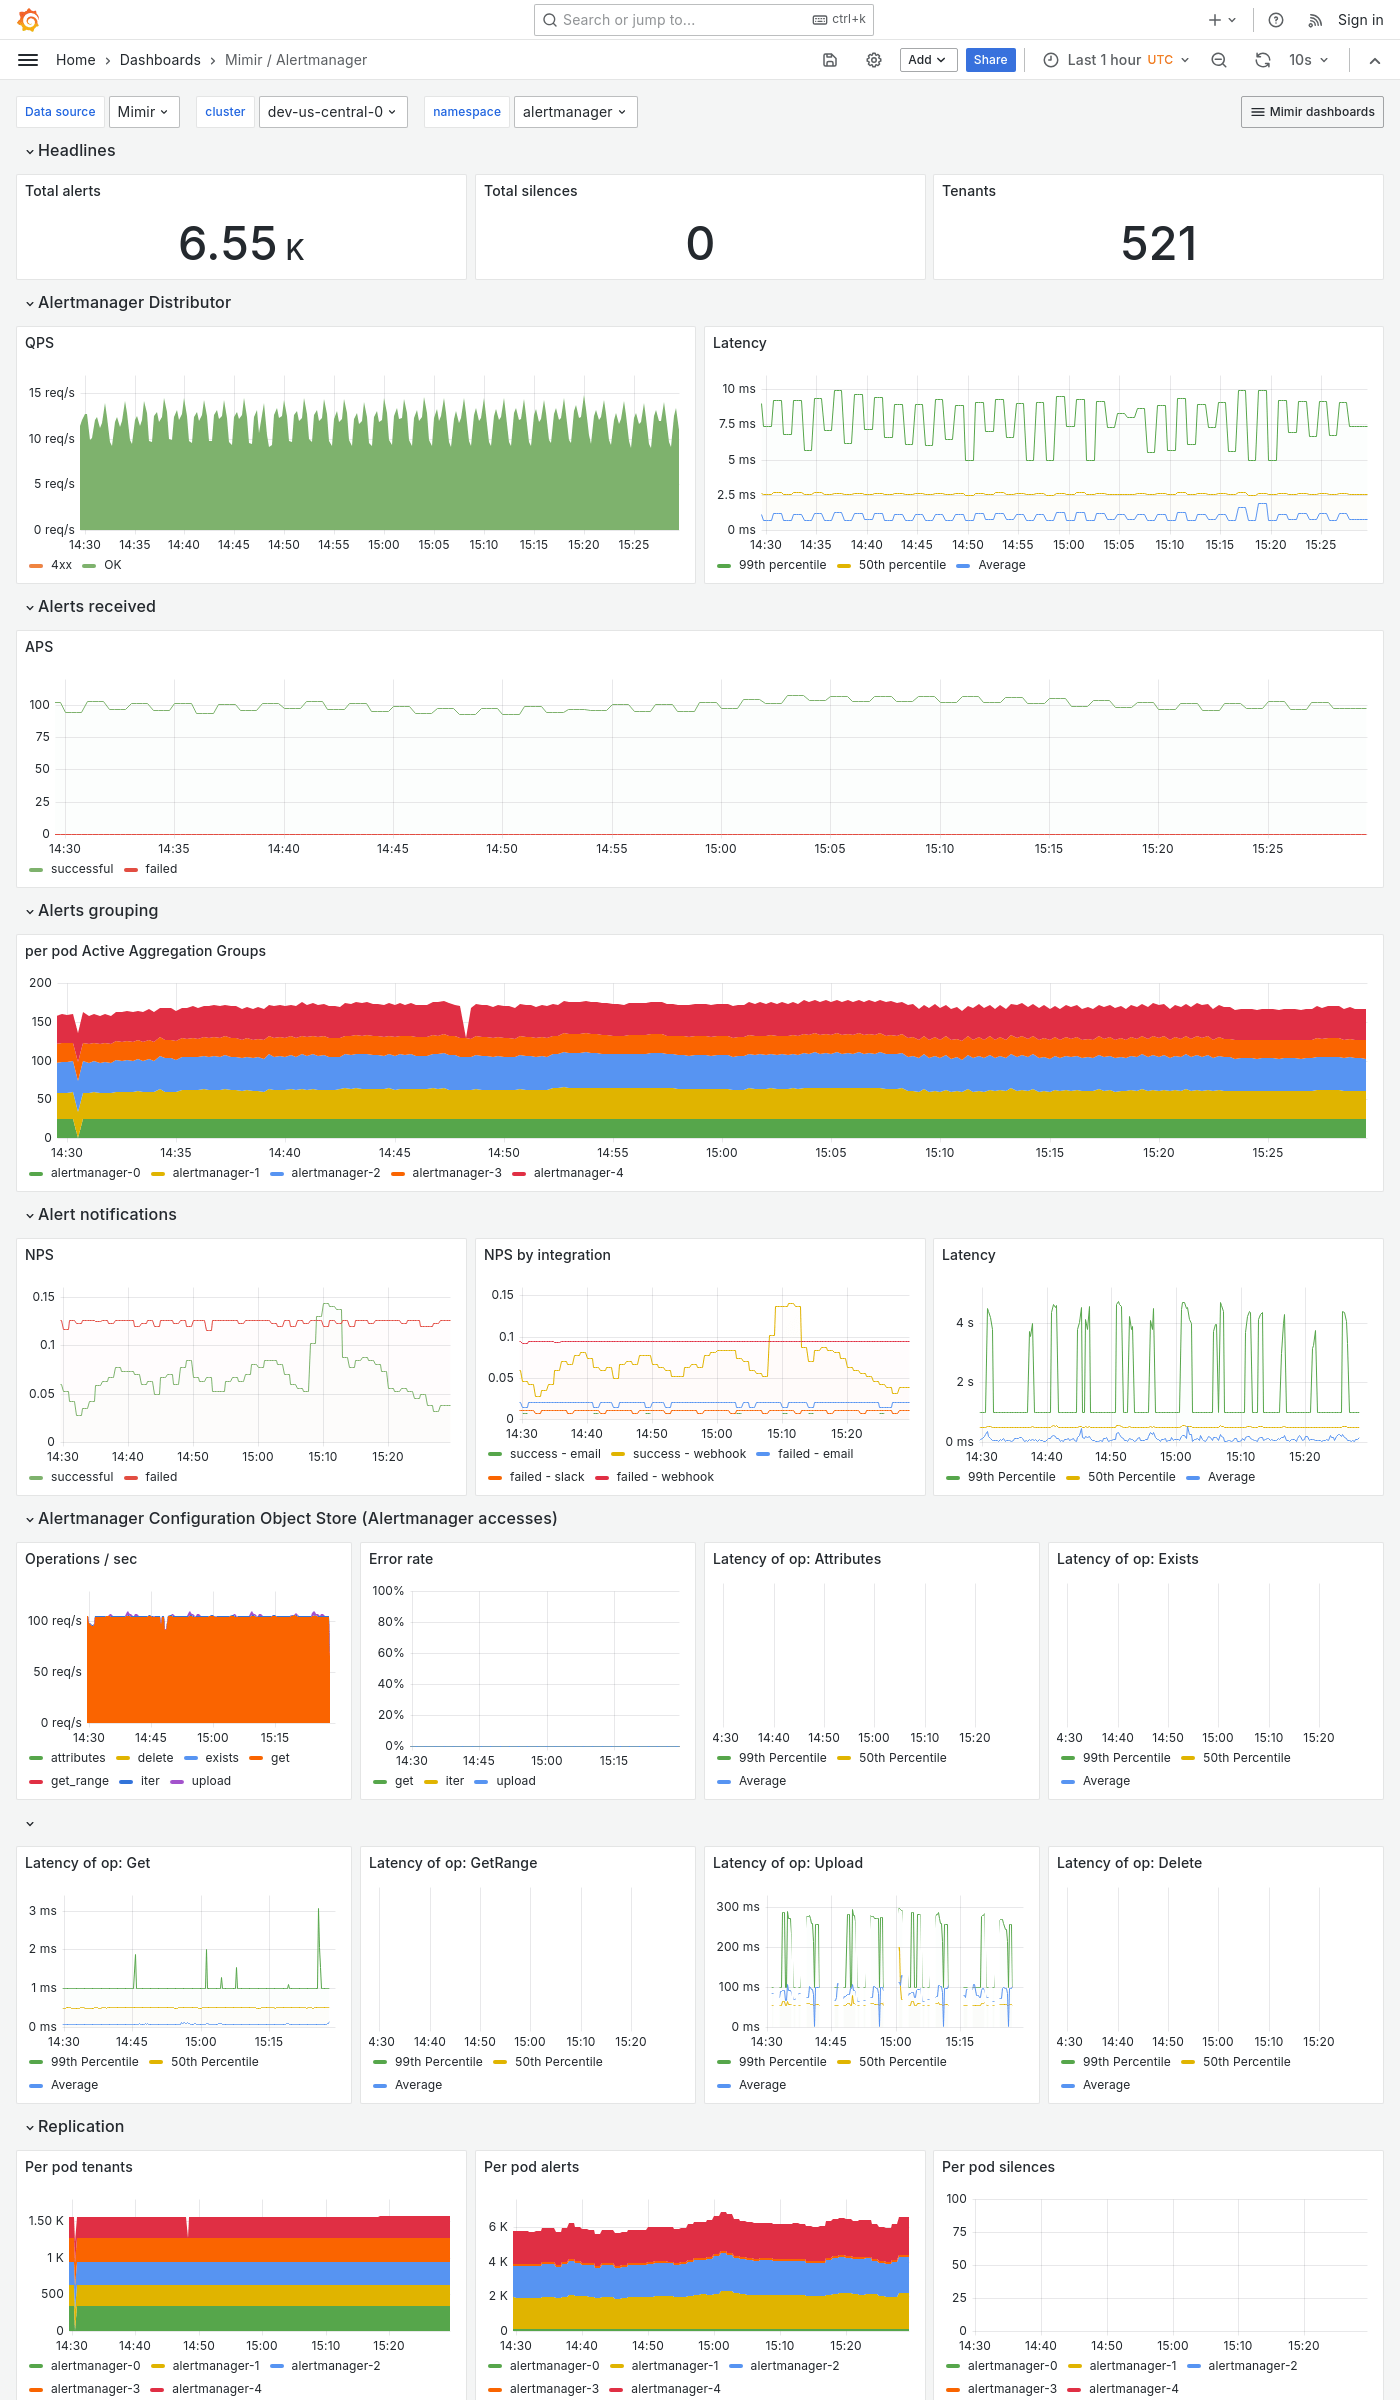 Search or jump to... ctrl+k Sign in
Home › Dashboards › Mimir / Alertmanager Add Share Last 1 hour UTC 10s
Data source Mimir cluster dev-us-central-0 namespace alertmanager Mimir dashboards
Headlines
Total alerts Total silences Tenants
6.55 K 0 521
Alertmanager Distributor
QPS
15 req/s
10 req/s
5 req/s
0 req/s
14:30 14:35 14:40 14:45 14:50 14:55 15:00 15:05 15:10 15:15 15:20 15:25
4xx OK
Latency
10 ms
7.5 ms
5 ms
2.5 ms
0 ms
14:30 14:35 14:40 14:45 14:50 14:55 15:00 15:05 15:10 15:15 15:20 15:25
99th percentile 50th percentile Average
Alerts received
APS
100
75
50
25
0
14:30 14:35 14:40 14:45 14:50 14:55 15:00 15:05 15:10 15:15 15:20 15:25
successful failed
Alerts grouping
per pod Active Aggregation Groups
200
150
100
50
0
14:30 14:35 14:40 14:45 14:50 14:55 15:00 15:05 15:10 15:15 15:20 15:25
alertmanager-0 alertmanager-1 alertmanager-2 alertmanager-3 alertmanager-4
Alert notifications
NPS
0.15
0.1
0.05
0
14:30 14:40 14:50 15:00 15:10 15:20
successful failed
NPS by integration
0.15
0.1
0.05
0
14:30 14:40 14:50 15:00 15:10 15:20
success - email success - webhook failed - email
failed - slack failed - webhook
Latency
4 s
2 s
0 ms
14:30 14:40 14:50 15:00 15:10 15:20
99th Percentile 50th Percentile Average
Alertmanager Configuration Object Store (Alertmanager accesses)
Operations / sec
100 req/s
50 req/s
0 req/s
14:30 14:45 15:00 15:15
attributes delete exists get
get_range iter upload
Error rate
100%
80%
60%
40%
20%
0%
14:30 14:45 15:00 15:15
get iter upload
Latency of op: Attributes
4:30 14:40 14:50 15:00 15:10 15:20
99th Percentile 50th Percentile
Average
Latency of op: Exists
4:30 14:40 14:50 15:00 15:10 15:20
99th Percentile 50th Percentile
Average
Latency of op: Get
3 ms
2 ms
1 ms
0 ms
14:30 14:45 15:00 15:15
99th Percentile 50th Percentile
Average
Latency of op: GetRange
4:30 14:40 14:50 15:00 15:10 15:20
99th Percentile 50th Percentile
Average
Latency of op: Upload
300 ms
200 ms
100 ms
0 ms
14:30 14:45 15:00 15:15
99th Percentile 50th Percentile
Average
Latency of op: Delete
4:30 14:40 14:50 15:00 15:10 15:20
99th Percentile 50th Percentile
Average
Replication
Per pod tenants
1.50 K
1 K
500
0
14:30 14:40 14:50 15:00 15:10 15:20
alertmanager-0 alertmanager-1 alertmanager-2
alertmanager-3 alertmanager-4
Per pod alerts
6 K
4 K
2 K
0
14:30 14:40 14:50 15:00 15:10 15:20
alertmanager-0 alertmanager-1 alertmanager-2
alertmanager-3 alertmanager-4
Per pod silences
100
75
50
25
0
14:30 14:40 14:50 15:00 15:10 15:20
alertmanager-0 alertmanager-1 alertmanager-2
alertmanager-3 alertmanager-4